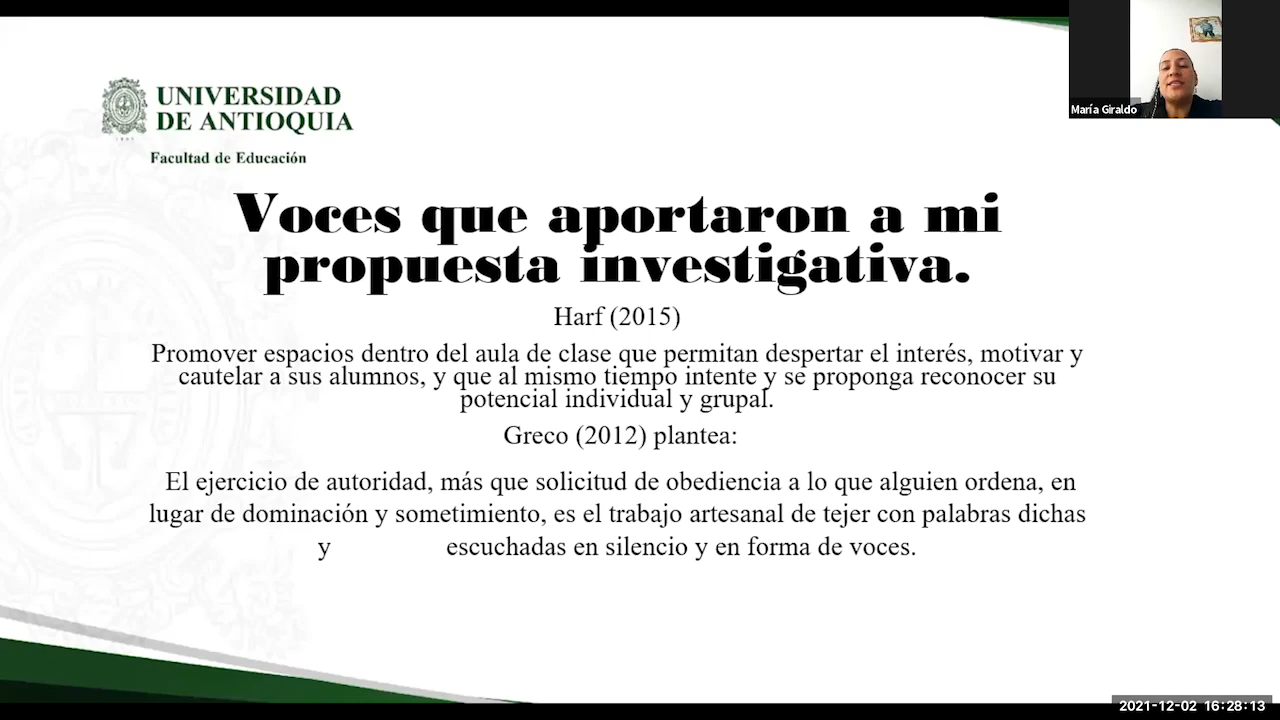 UNIVERSIDAD
DE ANTIOQUIA
Facultad de Educación
María Giraldo
Voces que aportaron a mi
propuesta investigativa.
Harf (2015)
Promover espacios dentro del aula de clase que permitan despertar el interés, motivar y
cautelar a sus alumnos, y que al mismo tiempo intente y se proponga reconocer su
potencial individual y grupal.
Greco (2012) plantea:
El ejercicio de autoridad, más que solicitud de obediencia a lo que alguien ordena, en
lugar de dominación y sometimiento, es el trabajo artesanal de tejer con palabras dichas
y escuchadas en silencio y en forma de voces.
2021-12-02 16:28:13